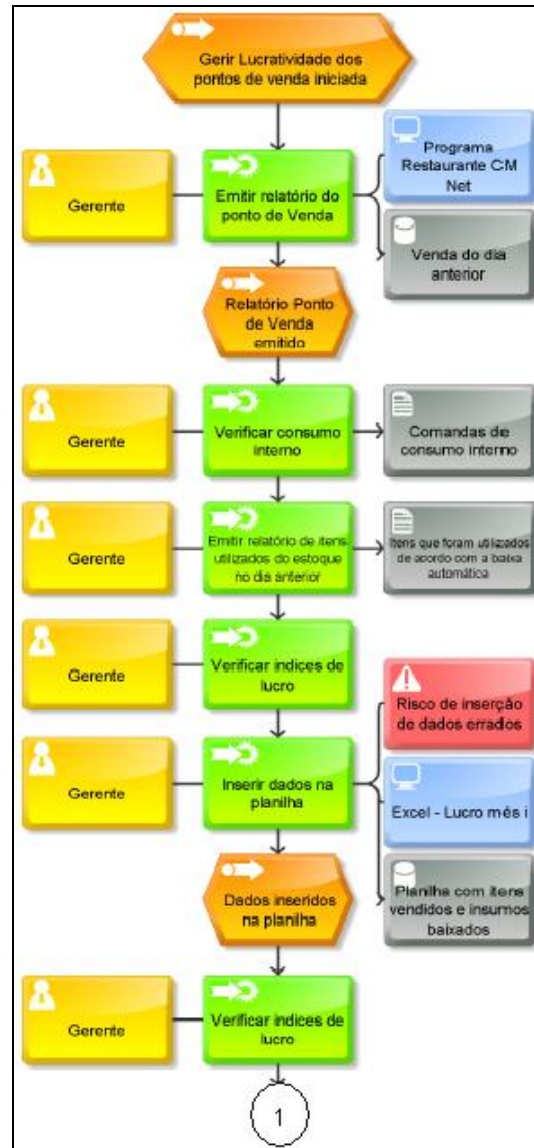 Gerir Lucratividade dos
pontos de venda iniciada
Gerente
Emitir relatório do
ponto de Venda
Programa
Restaurante CM
Net
Venda do dia
anterior
Relatório Ponto
de Venda
emitido
Gerente
Verificar consumo
interno
Comandas de
consumo interno
Gerente
Emitir relatório de itens
utilizados do estoque
no dia anterior
Itens que foram utilizados
de acordo com a baixa
automática
Gerente
Verificar indices de
lucro
Risco de inserção
de dados errados
Gerente
Inserir dados na
planilha
Excel - Lucro mês i
Planilha com itens
vendidos e insumos
baixados
Dados inseridos
na planilha
Gerente
Verificar indices de
lucro
1